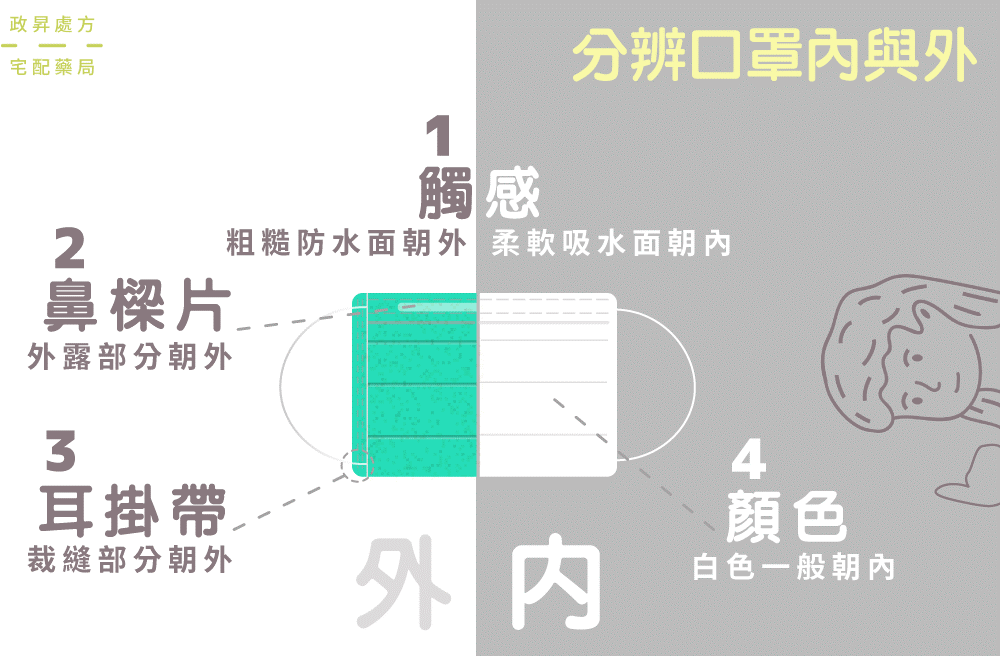 政昇處方
宅配藥局
分辨口罩內與外
1
觸感
粗糙防水面朝外 柔軟吸水面朝內
2
鼻樑片
外露部分朝外
3
耳掛帶
裁縫部分朝外
4
顏色
白色一般朝內
外 內